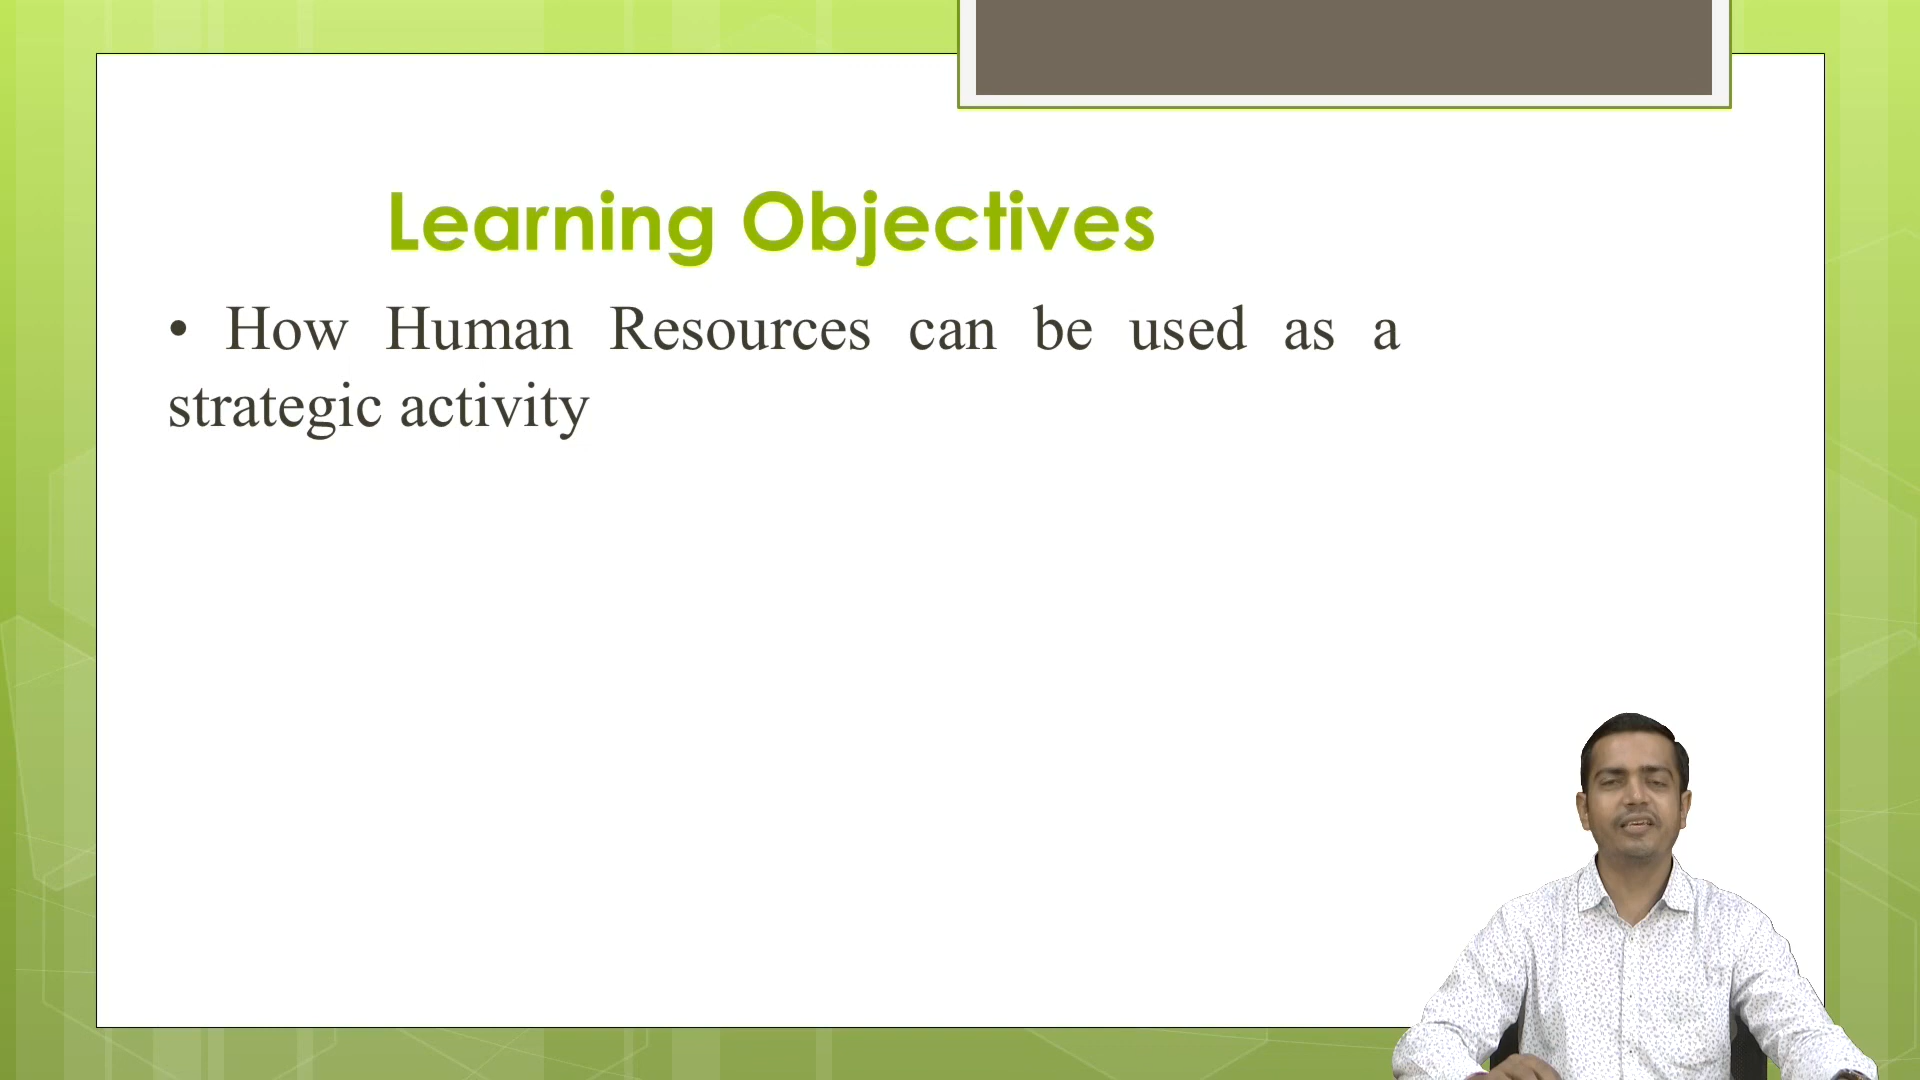 Learning Objectives
• How Human Resources can be used as a
strategic activity